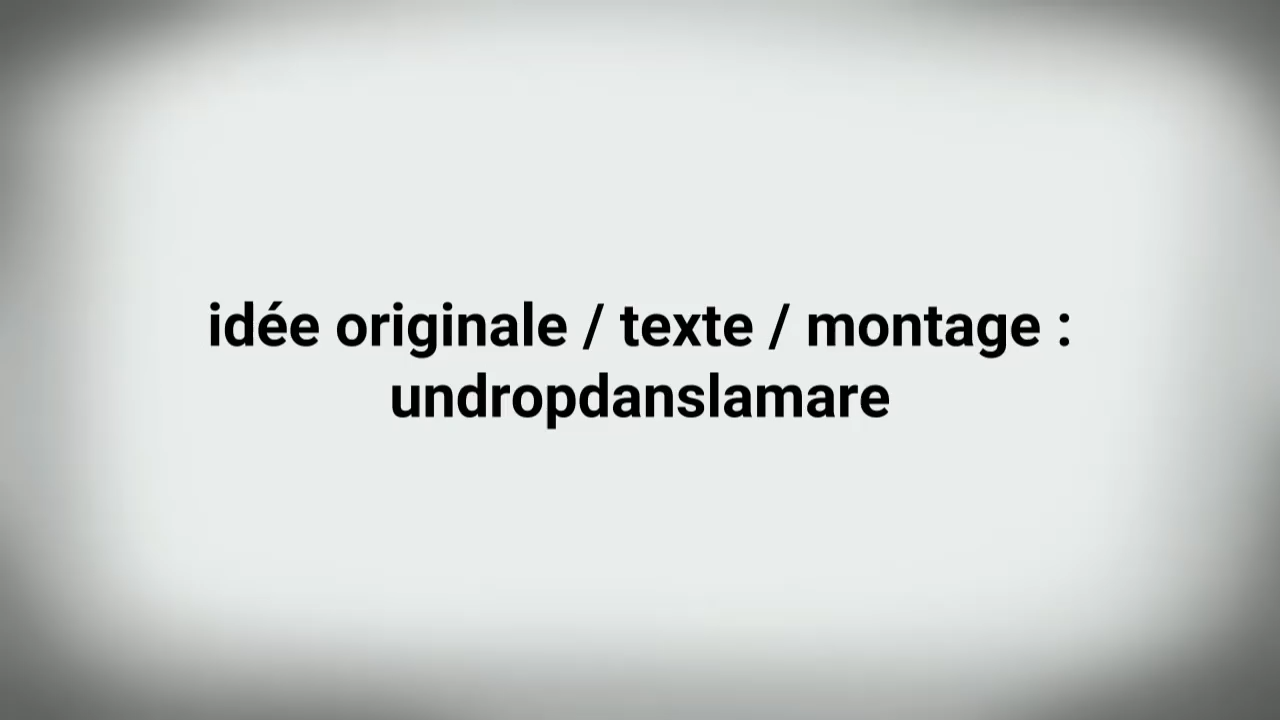 idée originale / texte / montage :
undropdanslamare